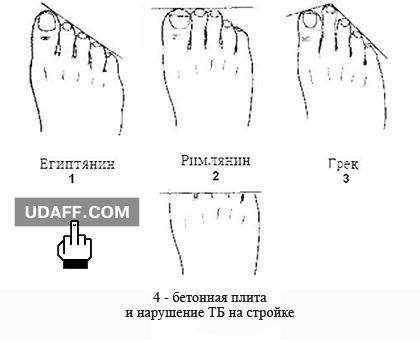 Египтянин Римлянин Грек
1 2 3
UDAFF.COM
4 - бетонная плита
и нарушение ТБ на стройке